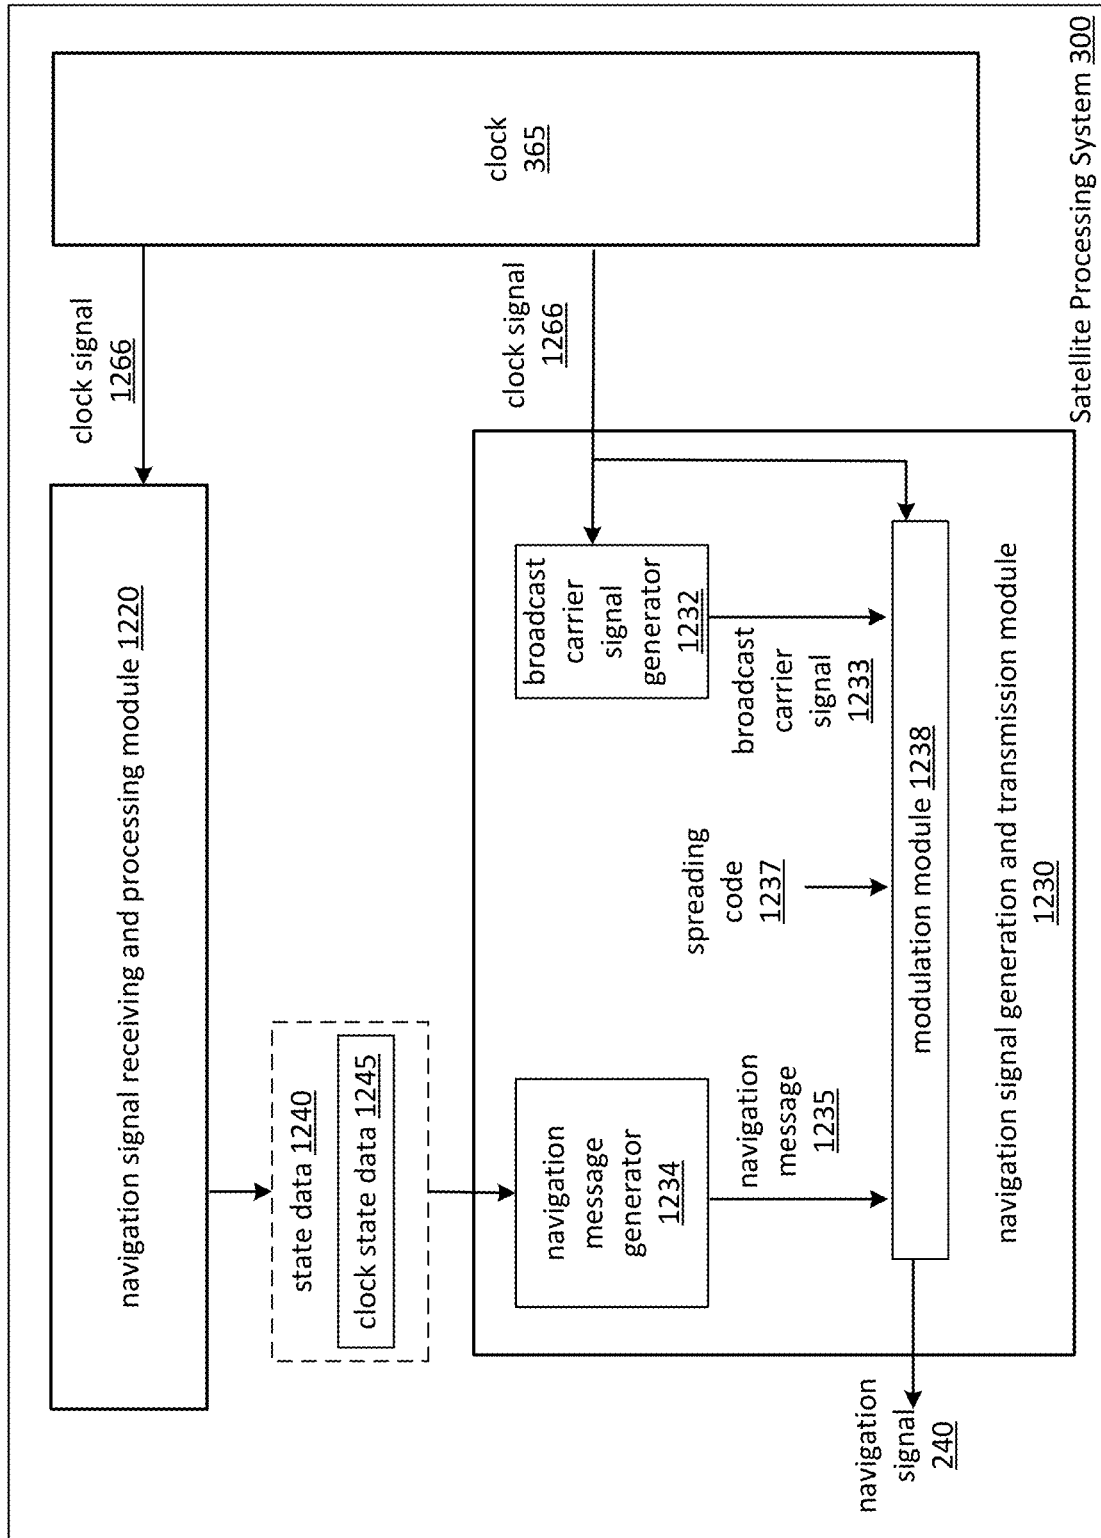 navigation signal receiving and processing module 1220
clock signal
1266
clock
365
state data 1240
clock state data 1245
clock signal
1266
navigation
message
generator
1234
broadcast
carrier
signal
generator
1232
navigation
message
1235
spreading
code
1237
broadcast
carrier
signal
1233
modulation module 1238
navigation
signal
240
navigation signal generation and transmission module
1230
Satellite Processing System 300